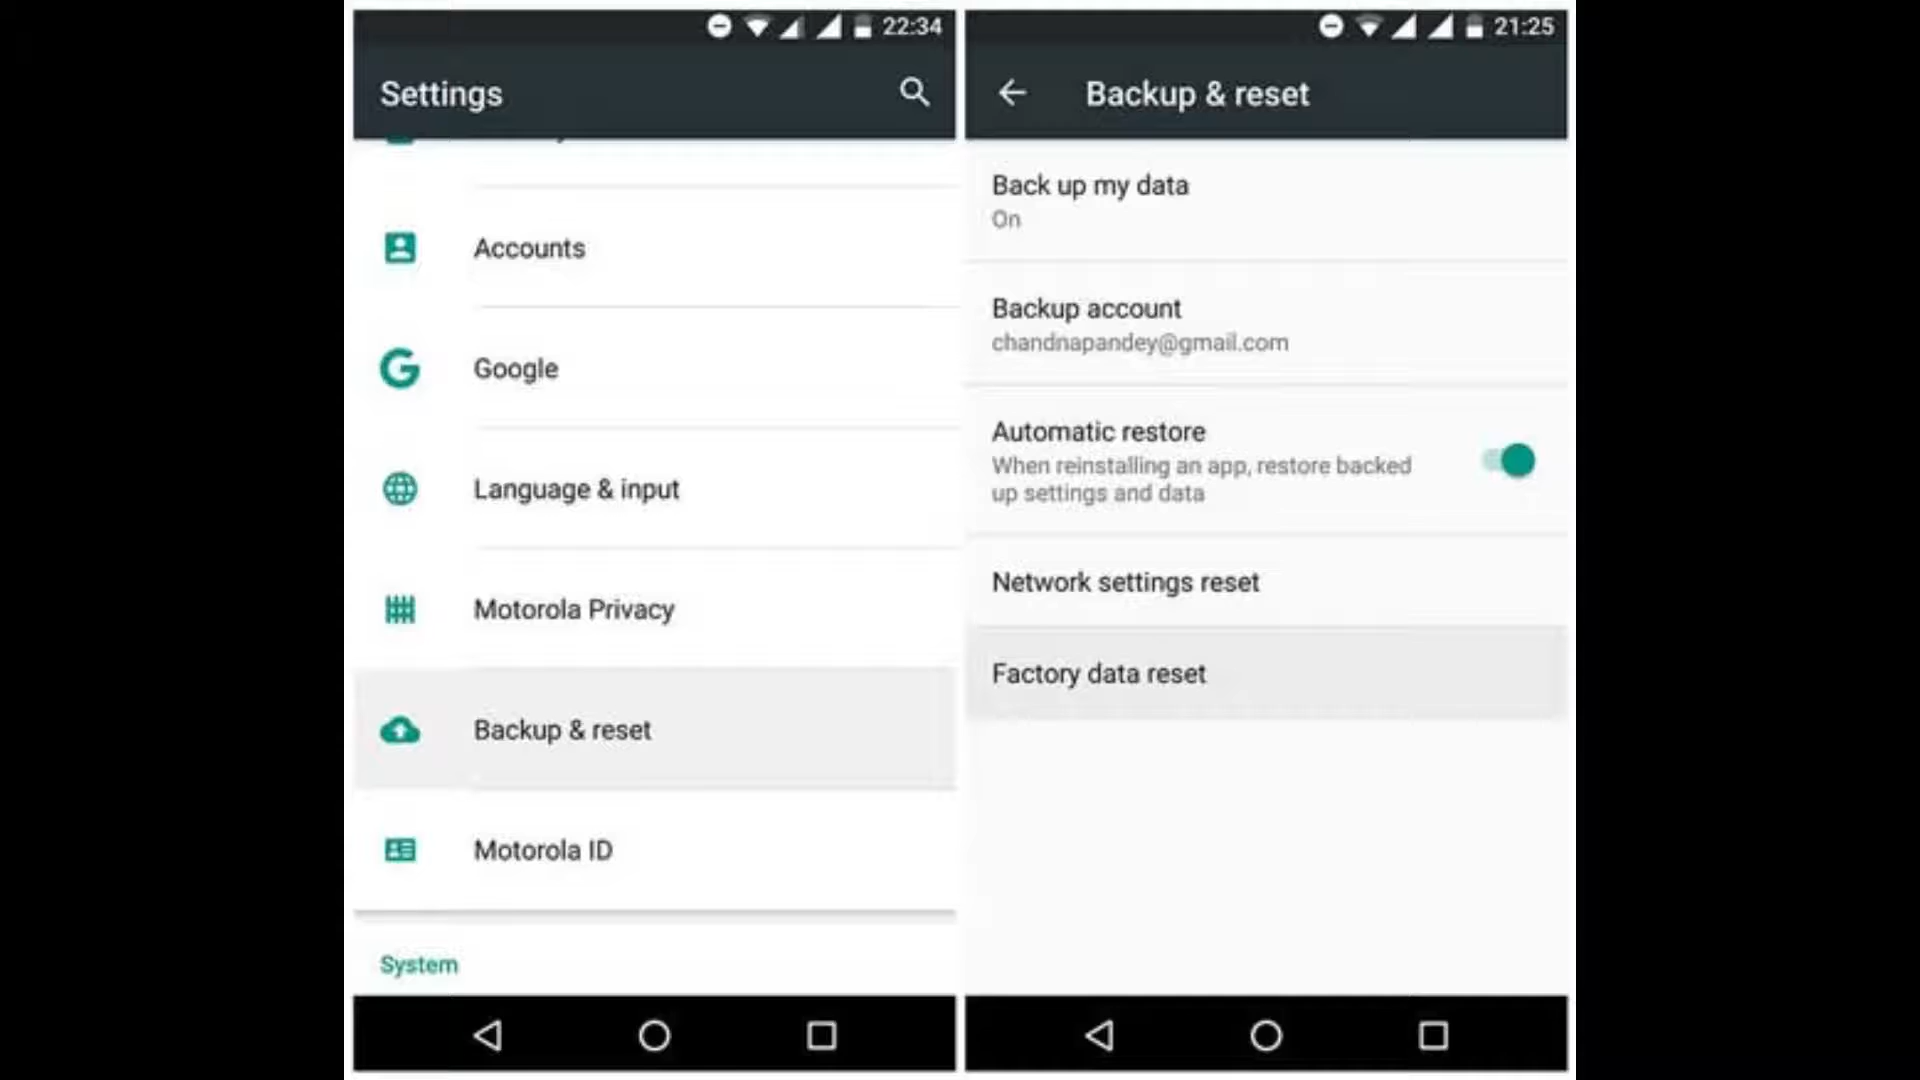 22:34
Settings
Accounts
Google
Language & input
Motorola Privacy
Backup & reset
Motorola ID
System
21:25
Backup & reset
Back up my data
On
Backup account
chandnapandey@gmail.com
Automatic restore
When reinstalling an app, restore backed
up settings and data
Network settings reset
Factory data reset